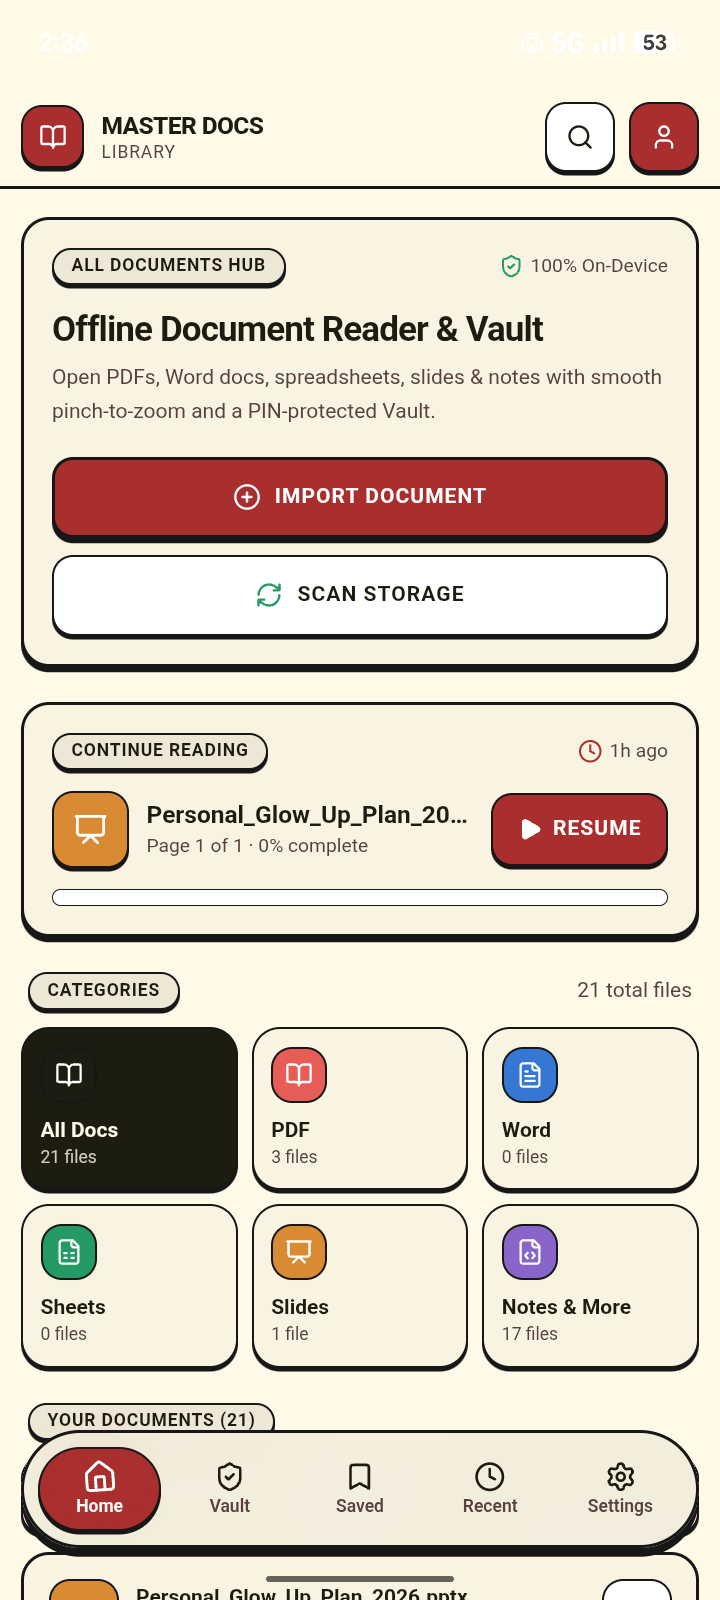 2:36
5G
53
MASTER DOCS
LIBRARY
ALL DOCUMENTS HUB
100% On-Device
Offline Document Reader & Vault
Open PDFs, Word docs, spreadsheets, slides & notes with smooth
pinch-to-zoom and a PIN-protected Vault.
IMPORT DOCUMENT
SCAN STORAGE
CONTINUE READING
1h ago
Personal_Glow_Up_Plan_20...
Page 1 of 1 · 0% complete
RESUME
CATEGORIES
21 total files
All Docs
21 files
PDF
3 files
Word
0 files
Sheets
0 files
Slides
1 file
Notes & More
17 files
YOUR DOCUMENTS (21)
Home
Vault
Saved
Recent
Settings
Personal_Glow_Up_Plan_2026.pptx